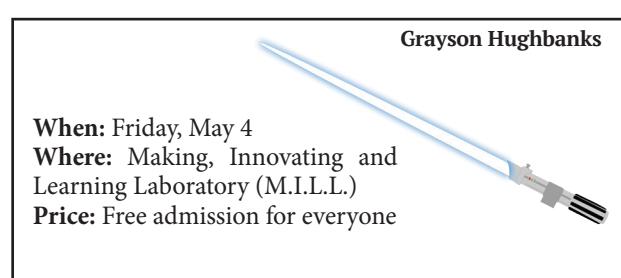 Grayson Hughbanks
When: Friday, May 4
Where: Making, Innovating and
Learning Laboratory (M.I.L.L.)
Price: Free admission for everyone